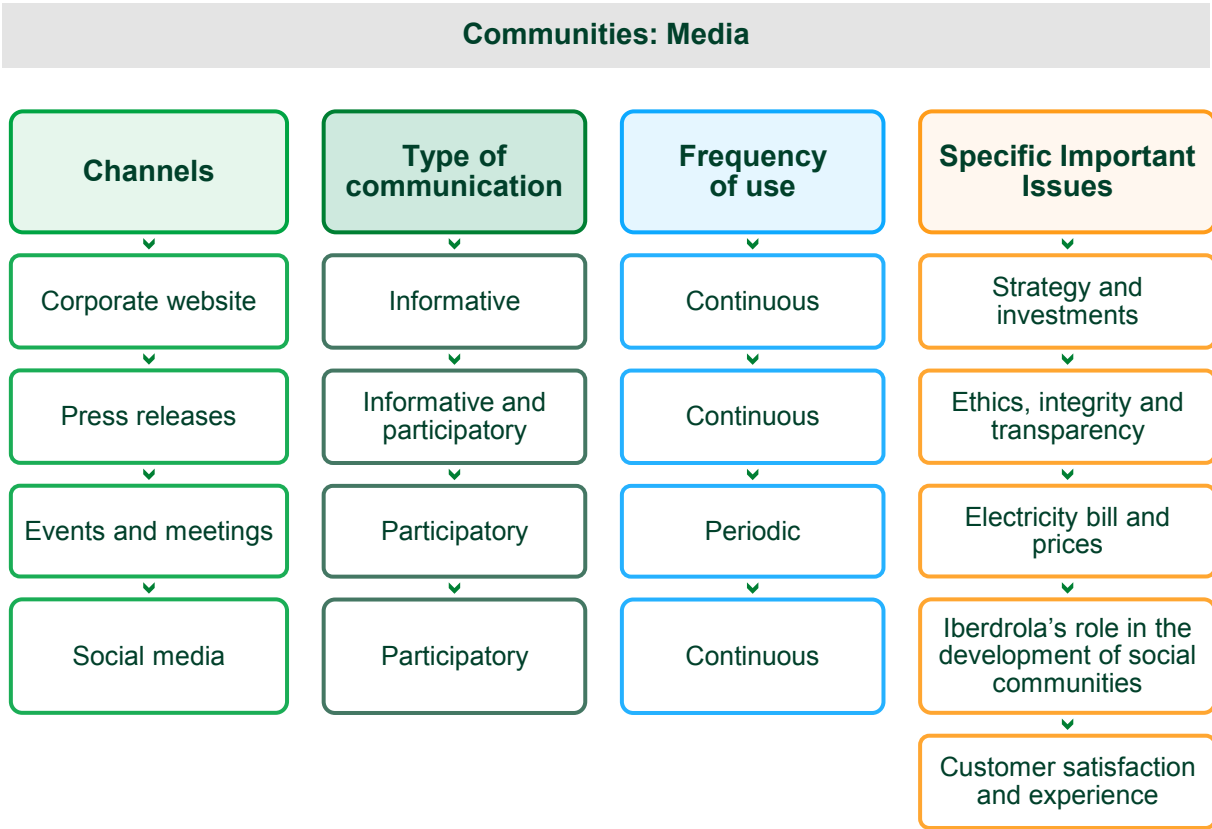 Communities: Media
Channels
Type of
communication
Frequency
of use
Specific Important
Issues
Corporate website
Informative
Continuous
Strategy and
investments
Press releases
Informative and
participatory
Continuous
Ethics, integrity and
transparency
Events and meetings
Participatory
Periodic
Electricity bill and
prices
Social media
Participatory
Continuous
Iberdrola’s role in the
development of social
communities
Customer satisfaction
and experience